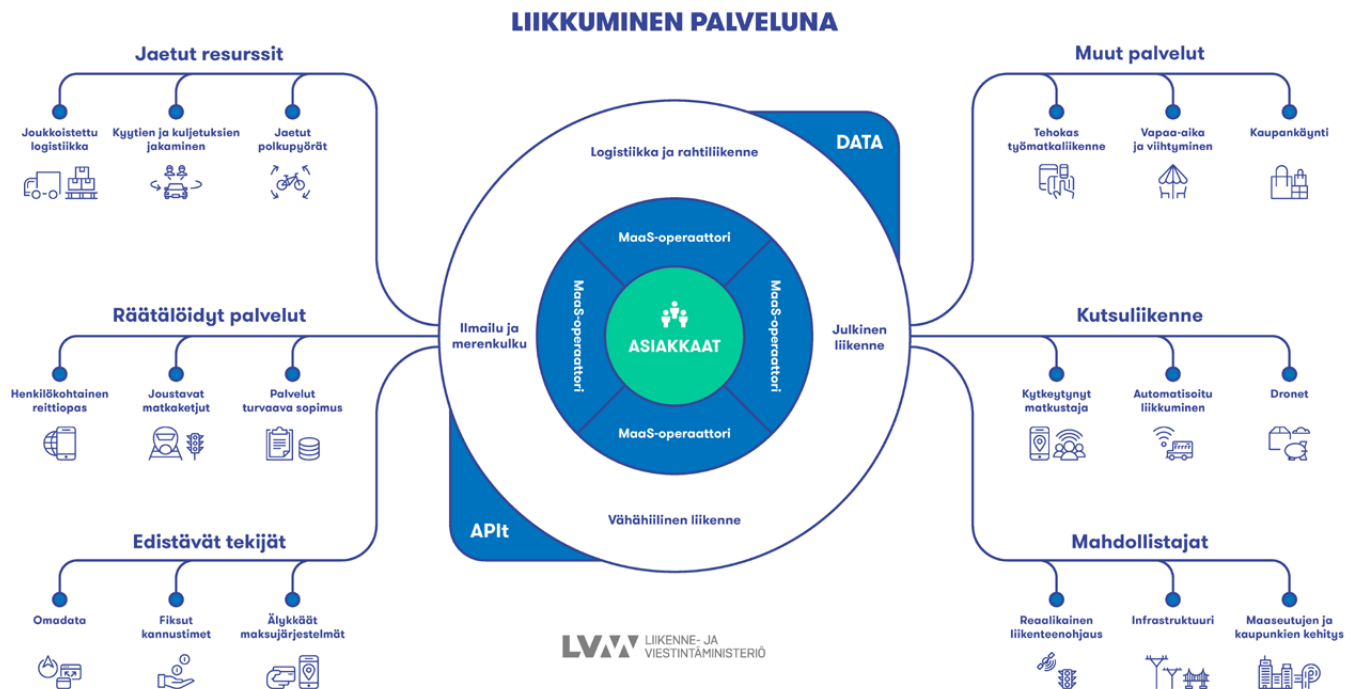 LIIKKUMINEN PALVELUNA
Jaetut resurssit
Joukkoistettu
logistiikka
Kyytien ja kuljetuksien
jakaminen
Jaetut
polkupyörät
Räätälöidyt palvelut
Henkilökohtainen
reittiopas
Joustavat
matkaketjut
Palvelut
turvaava sopimus
Edistävät tekijät
Omadata
Fiksut
kannustimet
Älykkäät
maksujärjestelmät
DATA
Logistiikka ja rahtiliikenne
MaaS-operaattori
MaaS-operaattori
ASIAKKAAT
MaaS-operaattori
MaaS-operaattori
Ilmailu ja
merenkulku
Julkinen
liikenne
Vähähiilinen liikenne
APIt
Muut palvelut
Tehokas
työmatkaliikenne
Vapaa-aika
ja viihtyminen
Kaupankäynti
Kutsuliikenne
Kytkeytynyt
matkustaja
Automatisoitu
liikkuminen
Dronet
Mahdollistajat
Reaalikainen
liikenteenohjaus
Infrastruktuuri
Maaseutujen ja
kaupunkien kehitys
LVM
LIIKENNE- JA
VIESTINTÄMINISTERIÖ